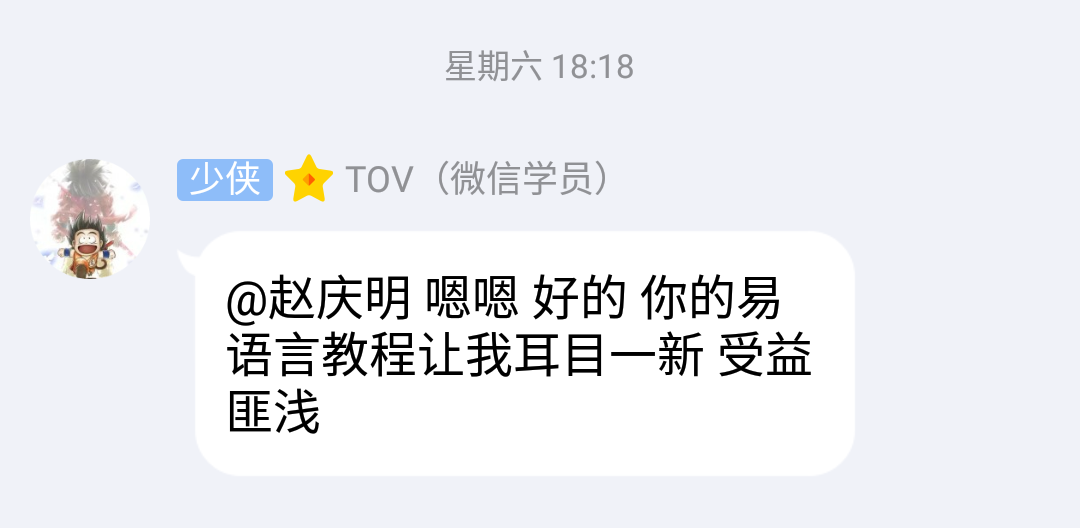 星期六 18:18
少侠 TOV（微信学员）
@赵庆明 嗯嗯 好的 你的易
语言教程让我耳目一新 受益
匪浅